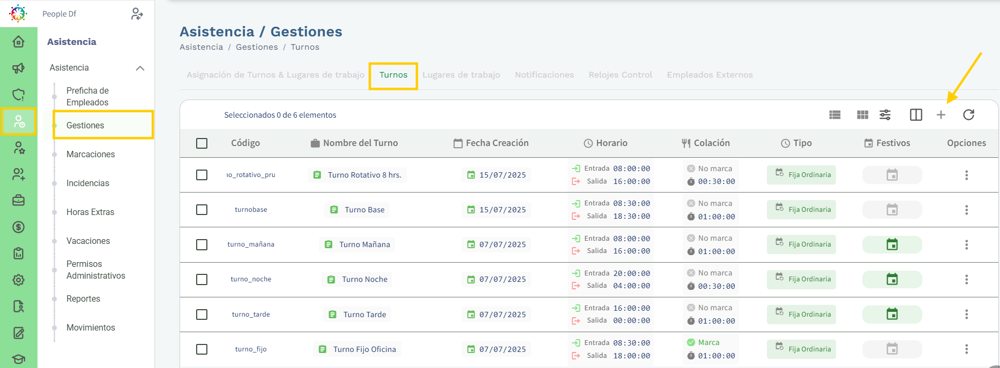 People Df
Asistencia
Asistencia
Preficha de
Empleados
Gestiones
Marcaciones
Incidencias
Horas Extras
Vacaciones
Permisos
Administrativos
Reportes
Movimientos
Asistencia / Gestiones
Asistencia / Gestiones / Turnos
Asignación de Turnos & Lugares de trabajo Turnos Lugares de trabajo Notificaciones Relojes Control Empleados Externos
Seleccionados 0 de 6 elementos
Código Nombre del Turno Fecha Creación Horario Colación Tipo Festivos Opciones
no_rotativo_pru Turno Rotativo 8 hrs. 15/07/2025 Entrada 08:00:00 No marca Fija Ordinaria
Salida 16:00:00 00:30:00
turnobase Turno Base 15/07/2025 Entrada 08:30:00 No marca Fija Ordinaria
Salida 18:30:00 01:00:00
turno_mañana Turno Mañana 07/07/2025 Entrada 08:00:00 No marca Fija Ordinaria
Salida 16:00:00 01:00:00
turno_noche Turno Noche 07/07/2025 Entrada 20:00:00 No marca Fija Ordinaria
Salida 04:00:00 00:30:00
turno_tarde Turno Tarde 07/07/2025 Entrada 16:00:00 No marca Fija Ordinaria
Salida 00:00:00 01:00:00
turno_fijo Turno Fijo Oficina 07/07/2025 Entrada 08:30:00 Marca Fija Ordinaria
Salida 18:00:00 01:00:00